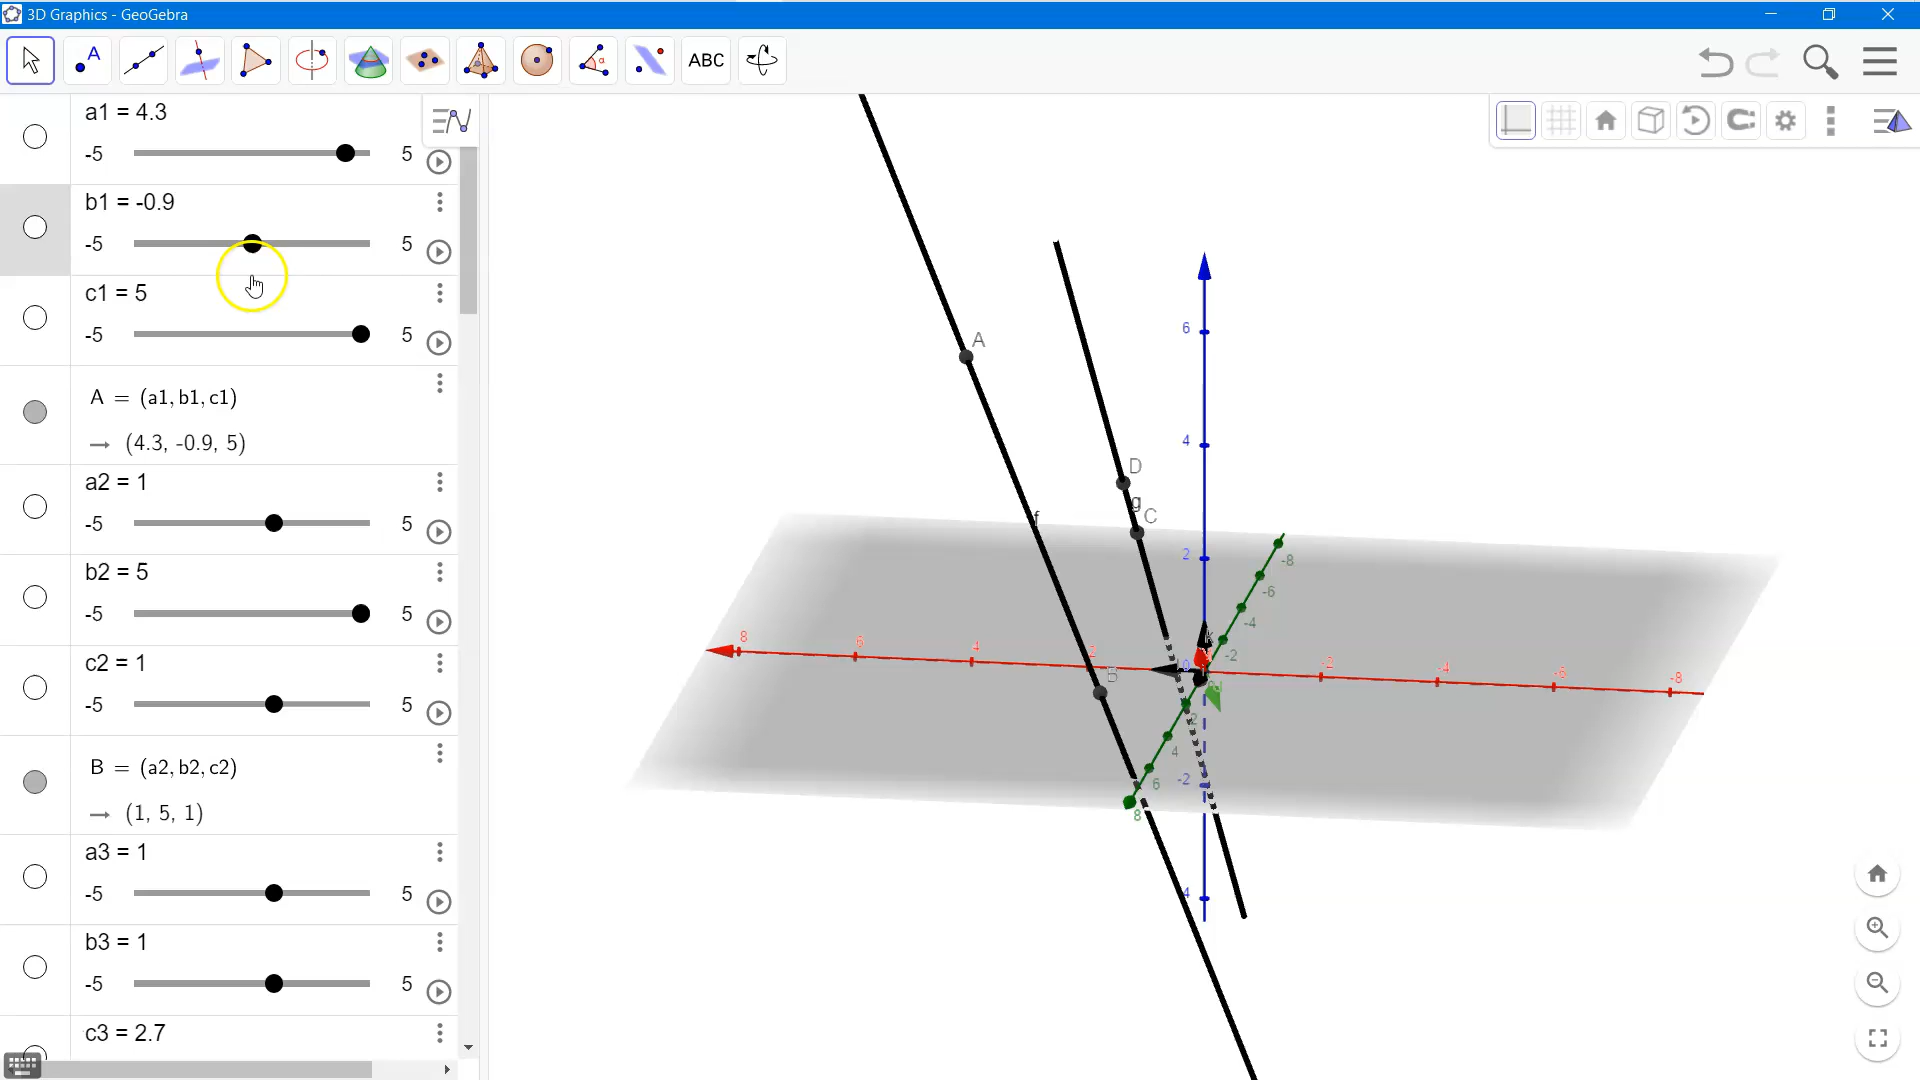 3D Graphics - GeoGebra
A
α
ABC
a1 = 4.3
-5
5
b1 = -0.9
-5
5
c1 = 5
-5
5
A = (a1, b1, c1)
→ (4.3, -0.9, 5)
a2 = 1
-5
5
b2 = 5
-5
5
c2 = 1
-5
5
B = (a2, b2, c2)
→ (1, 5, 1)
a3 = 1
-5
5
b3 = 1
-5
5
c3 = 2.7
A
D
g
C
f
B
6
4
2
0
-2
4
8
6
4
2
-2
-4
-6
-8
-8
-6
-4
-2
2
4
6
8
k